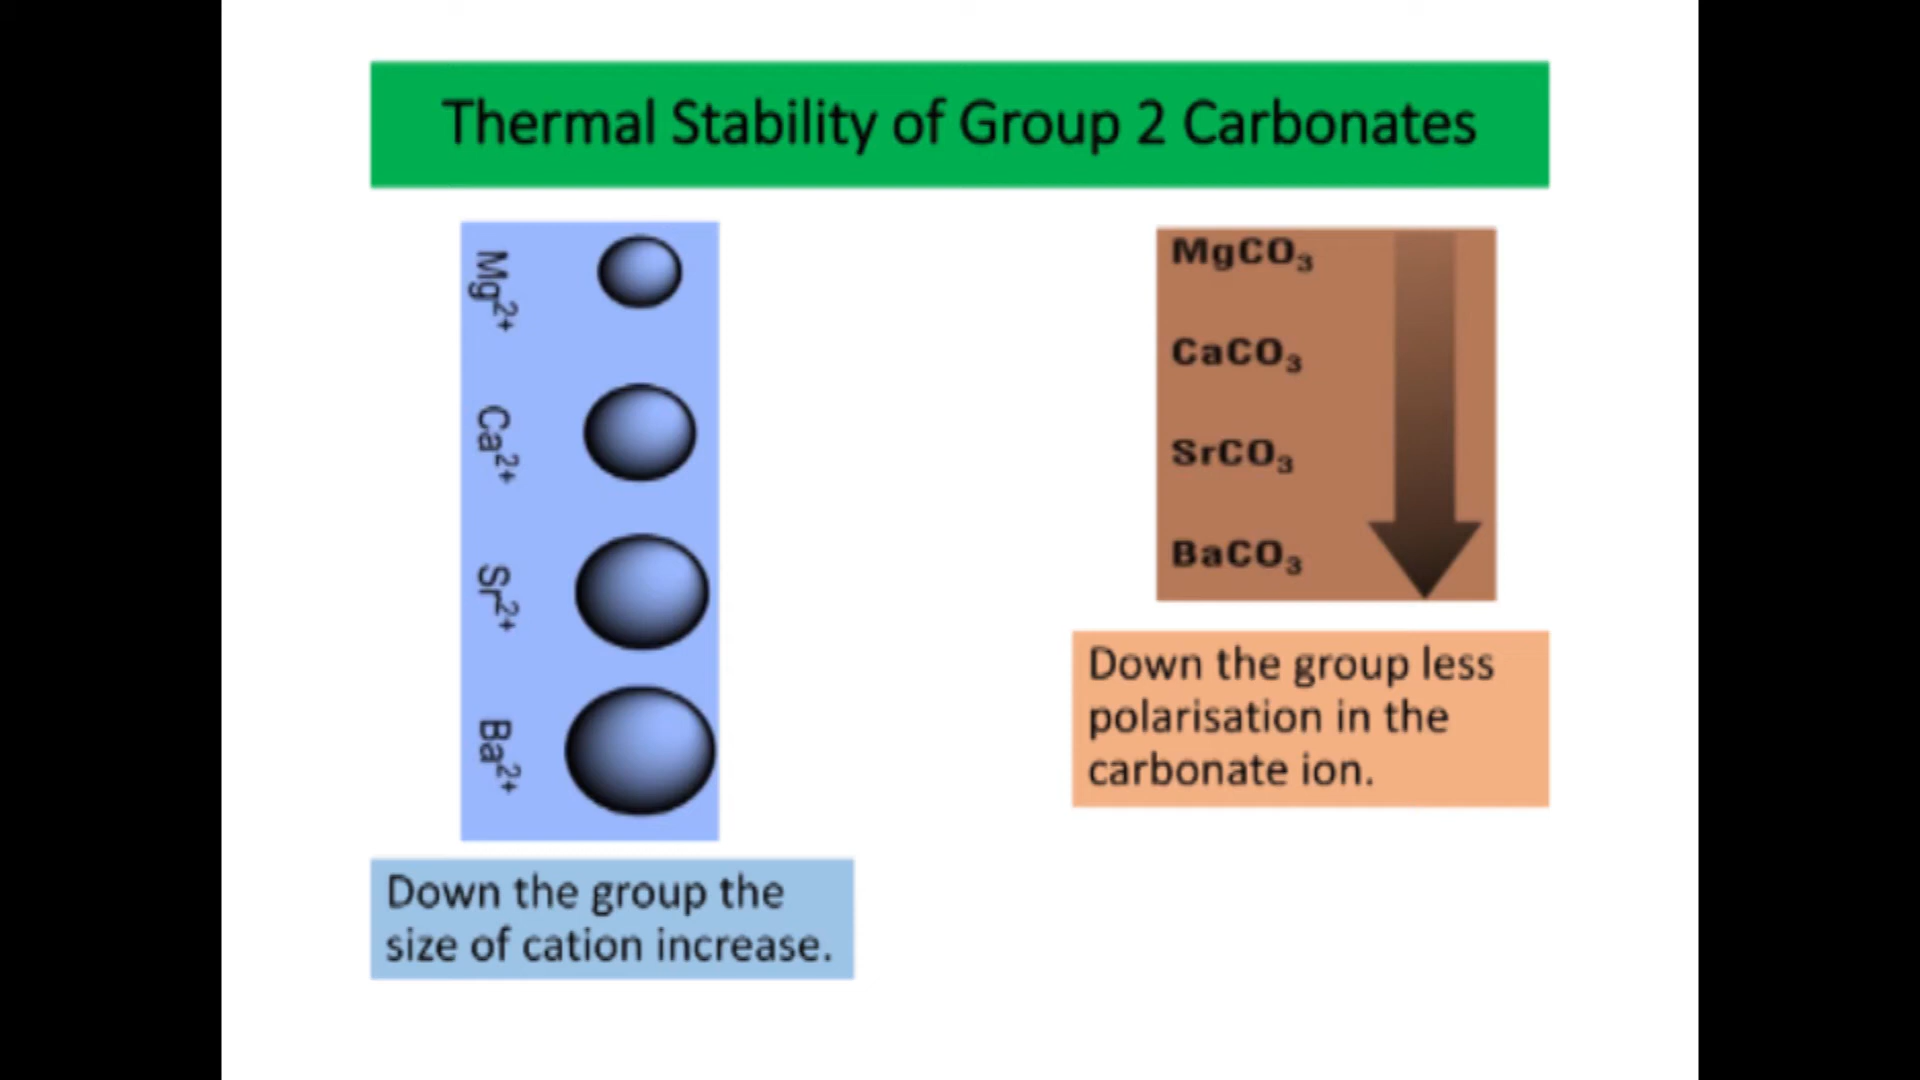 Thermal Stability of Group 2 Carbonates
Mg²⁺
Ca²⁺
Sr²⁺
Ba²⁺
Down the group the
size of cation increase.
MgCO₃
CaCO₃
SrCO₃
BaCO₃
Down the group less
polarisation in the
carbonate ion.